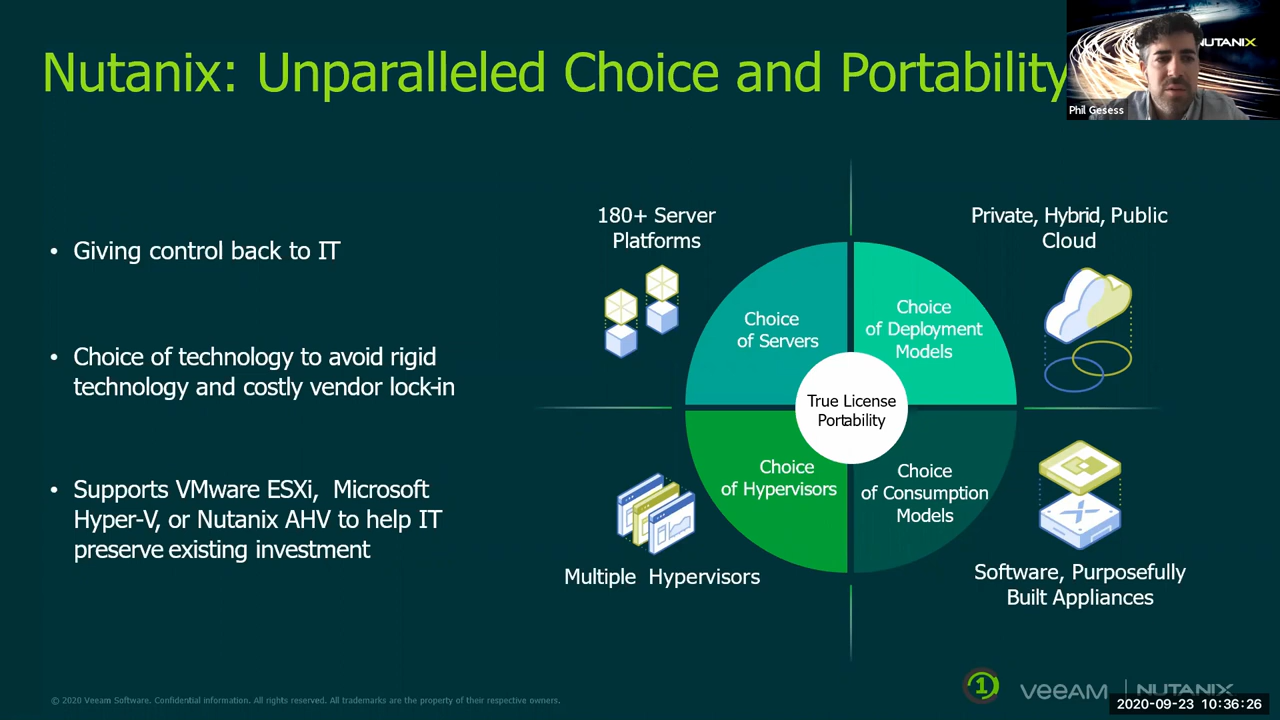 Nutanix: Unparalleled Choice and Portability
NUTANIX
Phil Gesess
• Giving control back to IT
• Choice of technology to avoid rigid
technology and costly vendor lock-in
• Supports VMware ESXi, Microsoft
Hyper-V, or Nutanix AHV to help IT
preserve existing investment
180+ Server
Platforms
Private, Hybrid, Public
Cloud
Choice
of Servers
Choice
of Deployment
Models
True License
Portability
Choice
of Hypervisors
Choice
of Consumption
Models
Multiple Hypervisors
Software, Purposefully
Built Appliances
© 2020 Veeam Software. Confidential information. All rights reserved. All trademarks are the property of their respective owners.
1
VEEAM | NUTANIX
2020-09-23 10:36:26